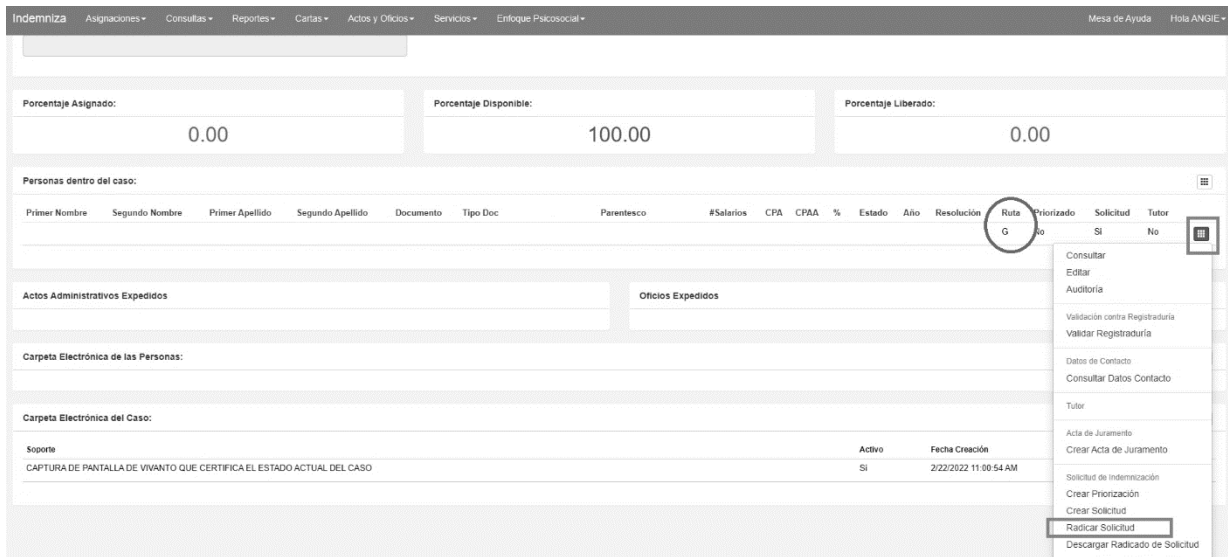 Indemniza Asignaciones Consultas Reportes Cartas Actos y Oficios Servicios Enfoque Psicosocial Mesa de Ayuda Hola ANGIE
Porcentaje Asignado: Porcentaje Disponible: Porcentaje Liberado:
0.00 100.00 0.00
Personas dentro del caso:
Primer Nombre Segundo Nombre Primer Apellido Segundo Apellido Documento Tipo Doc Parentesco #Salarios CPA CPAA % Estado Año Resolución Ruta Priorizado Solicitud Tutor
G No Si No
Consultar
Editar
Auditoría
Actos Administrativos Expedidos Oficios Expedidos
Validación contra Registraduría
Validar Registraduría
Carpeta Electrónica de las Personas:
Datos de Contacto
Consultar Datos Contacto
Tutor
Carpeta Electrónica del Caso:
Acta de Juramento
Crear Acta de Juramento
Soporte Activo Fecha Creación
CAPTURA DE PANTALLA DE VIVANTO QUE CERTIFICA EL ESTADO ACTUAL DEL CASO Si 2/22/2022 11:00:54 AM
Solicitud de Indemnización
Crear Priorización
Crear Solicitud
Radicar Solicitud
Descargar Radicado de Solicitud